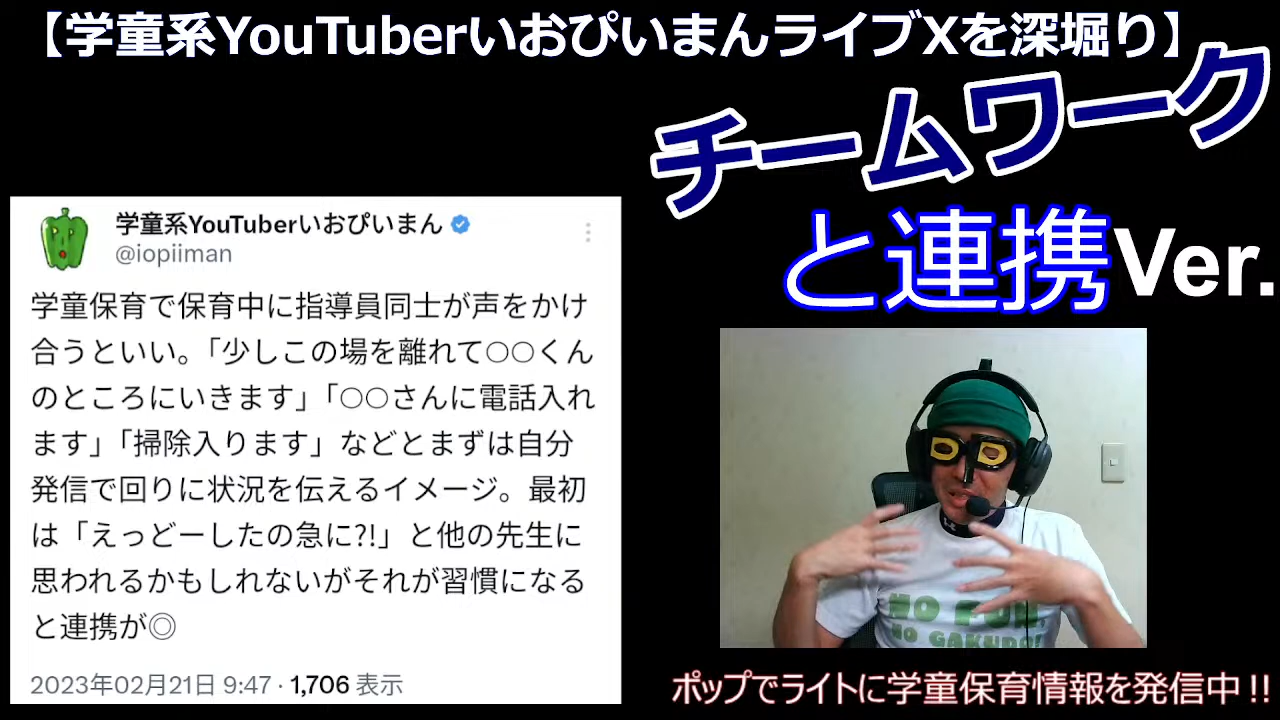 【学童系YouTuberいおぴいまんライブXを深堀り】
チームワーク
と連携Ver.
学童系YouTuberいおぴいまん
@iopiiman
学童保育で保育中に指導員同士が声をかけ
合うといい。「少しこの場を離れて○○くん
のところにいきます」「○○さんに電話入れ
ます」「掃除入ります」などとまずは自分
発信で回りに状況を伝えるイメージ。最初
は「えっどーしたの急に?!」と他の先生に
思われるかもしれないがそれが習慣になる
と連携が◎
2023年02月21日 9:47 · 1,706 表示
NO FUN,
NO GAKUDO!
ポップでライトに学童保育情報を発信中!!